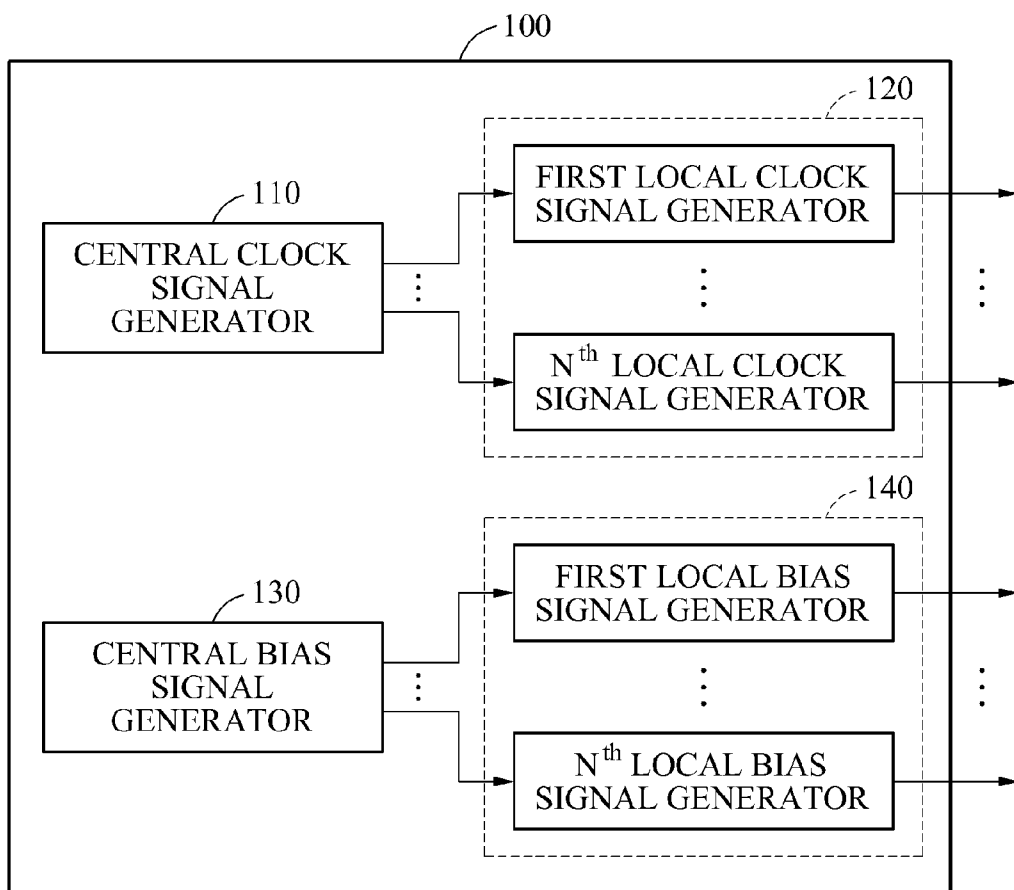 100
120
FIRST LOCAL CLOCK
SIGNAL GENERATOR
110
CENTRAL CLOCK
SIGNAL
GENERATOR
Nth LOCAL CLOCK
SIGNAL GENERATOR
140
FIRST LOCAL BIAS
SIGNAL GENERATOR
130
CENTRAL BIAS
SIGNAL
GENERATOR
Nth LOCAL BIAS
SIGNAL GENERATOR